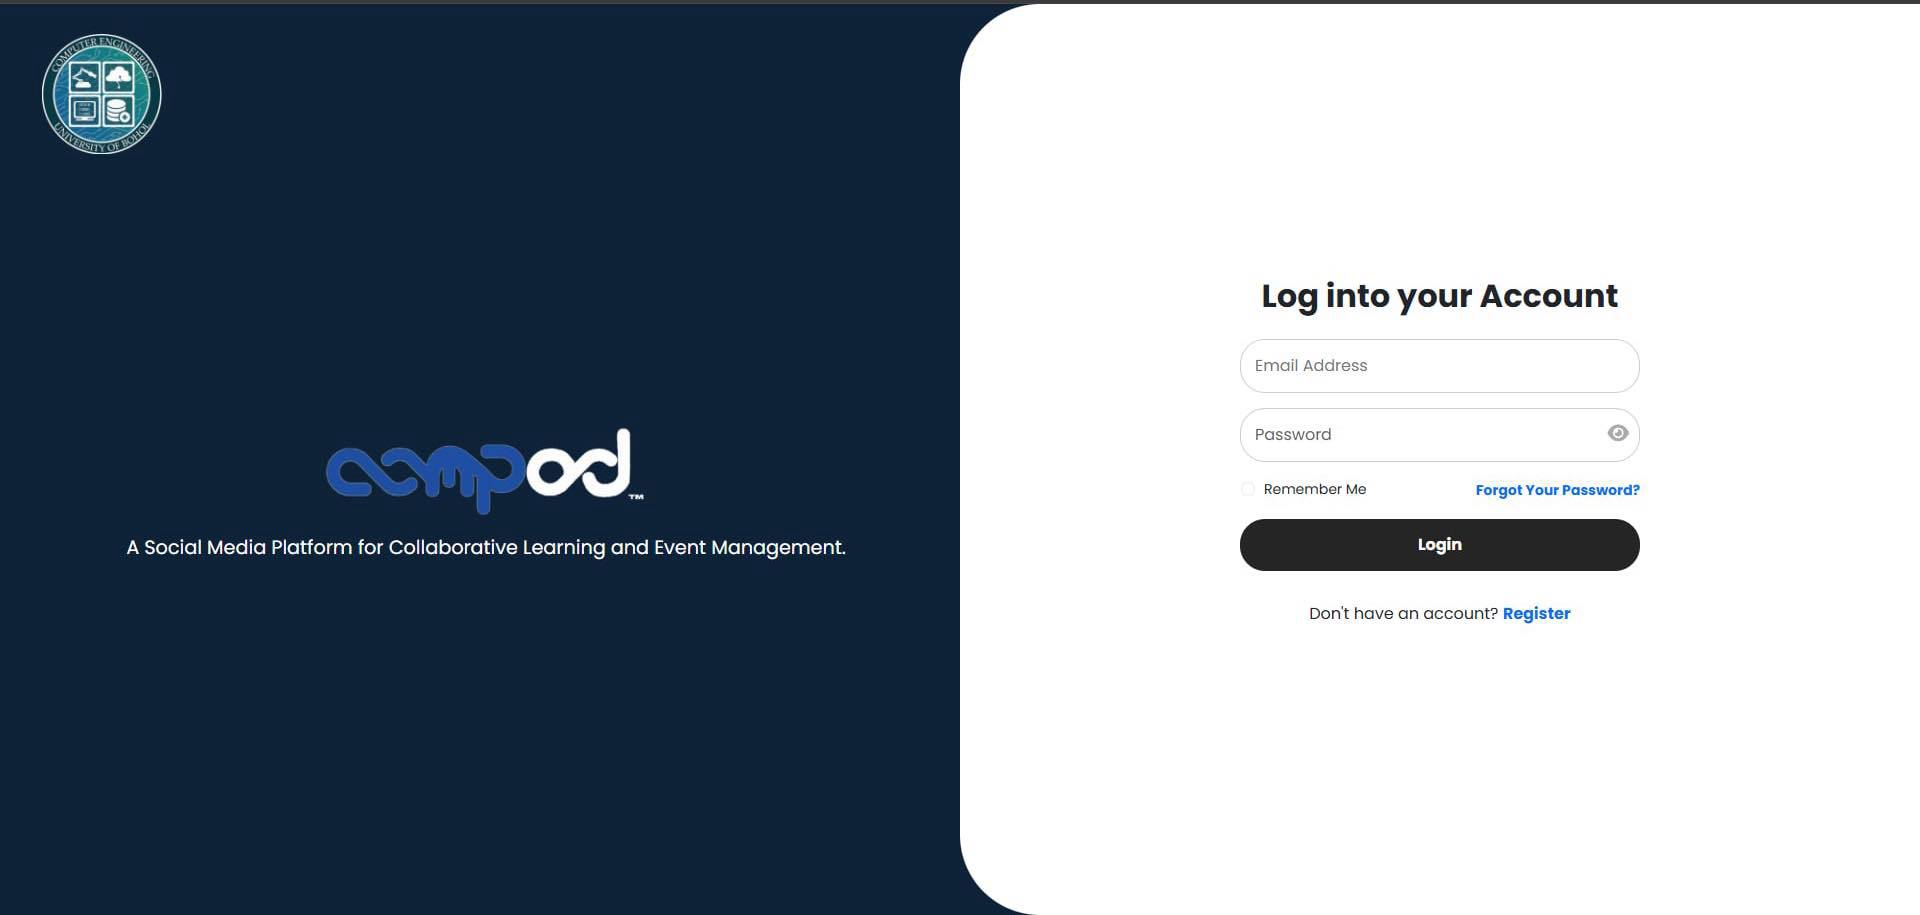 COMPUTER ENGINEERING
UNIVERSITY OF BOHOL
compod™
A Social Media Platform for Collaborative Learning and Event Management.
Log into your Account
Email Address
Password
Remember Me
Forgot Your Password?
Login
Don't have an account? Register